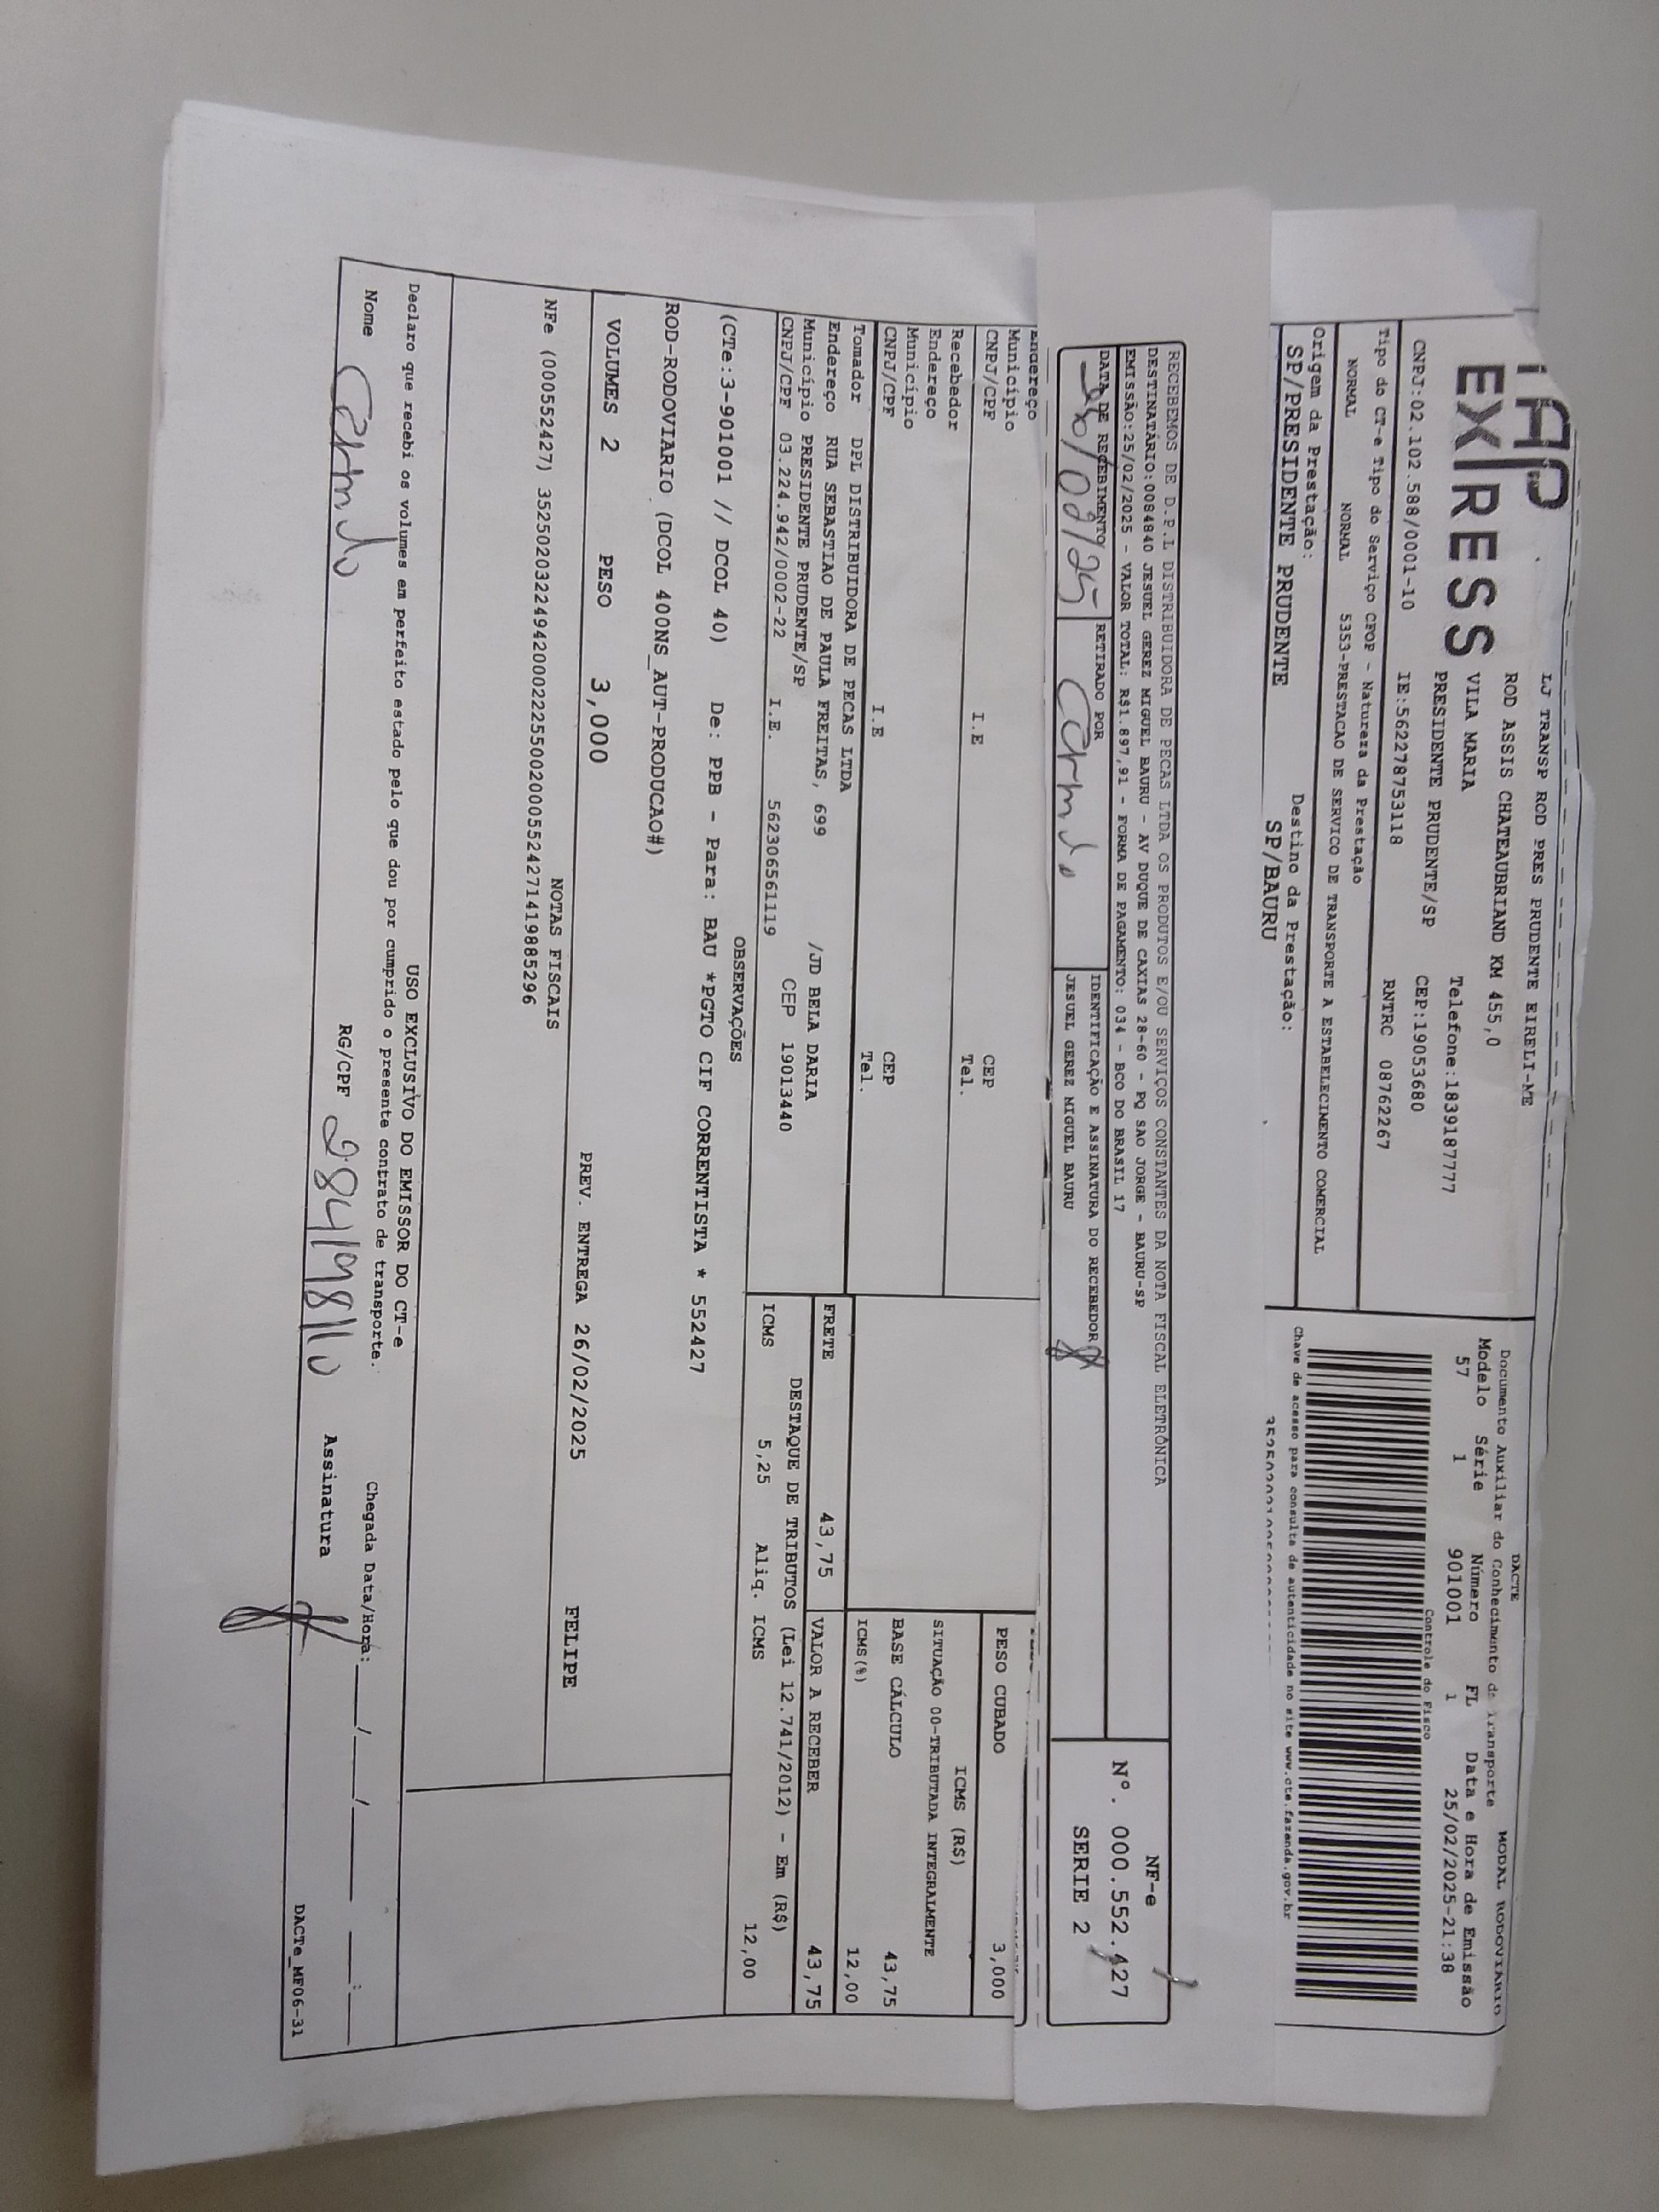 TAP
EXPRESS
LJ TRANSP ROD PRES PRUDENTE EIRELI-ME
ROD ASSIS CHATEAUBRIAND KM 455,0
VILA MARIA Telefone:1839187777
PRESIDENTE PRUDENTE/SP CEP:19053680
CNPJ:02.102.588/0001-10 IE:562278753118 RNTRC 08762267
Tipo do CT-e Tipo do Serviço CFOP - Natureza da Prestação
NORMAL NORMAL 5353-PRESTACAO DE SERVICO DE TRANSPORTE A ESTABELECIMENTO COMERCIAL
Origem da Prestação: Destino da Prestação:
SP/PRESIDENTE PRUDENTE SP/BAURU
DACTE MODAL RODOVIARIO
Documento Auxiliar do Conhecimento de Transporte
Modelo Série Número FL Data e Hora de Emissão
57 1 901001 1 25/02/2025-21:38
Controle do Fisco
Chave de acesso para consulta de autenticidade no site www.cte.fazenda.gov.br
RECEBEMOS DE D.P.L DISTRIBUIDORA DE PECAS LTDA OS PRODUTOS E/OU SERVIÇOS CONSTANTES DA NOTA FISCAL ELETRÔNICA
DESTINATÁRIO:0084840 JESUEL GEREZ MIGUEL BAURU - AV DUQUE DE CAXIAS 28-60 - PQ SAO JORGE - BAURU-SP
EMISSÃO:25/02/2025 - VALOR TOTAL: R$1.897,91 - FORMA DE PAGAMENTO: 034 - BCO DO BRASIL 17
DATA DE RECEBIMENTO RETIRADO POR IDENTIFICAÇÃO E ASSINATURA DO RECEBEDOR
26/02/25 JESUEL GEREZ MIGUEL BAURU
NF-e
Nº. 000.552.427
SERIE 2
Endereço
Município
CNPJ/CPF I.E CEP
Recebedor Tel.
Endereço
Município
CNPJ/CPF I.E CEP
Tel.
Tomador DPL DISTRIBUIDORA DE PECAS LTDA
Endereço RUA SEBASTIAO DE PAULA FREITAS, 699 /JD BELA DARIA
Município PRESIDENTE PRUDENTE/SP CEP 19013440
CNPJ/CPF 03.224.942/0002-22 I.E. 562306561119
PESO CUBADO 3,000
ICMS (R$)
SITUAÇÃO 00-TRIBUTADA INTEGRALMENTE
BASE CÁLCULO 43,75
ICMS(%) 12,00
FRETE 43,75 VALOR A RECEBER 43,75
DESTAQUE DE TRIBUTOS (Lei 12.741/2012) - Em (R$)
ICMS 5,25 Aliq. ICMS 12,00
OBSERVAÇÕES
(CTe:3-901001 // DCOL 40) De: PPB - Para: BAU *PGTO CIF CORRENTISTA * 552427
ROD-RODOVIARIO (DCOL 400NS_AUT-PRODUCAO#)
VOLUMES 2 PESO 3,000 PREV. ENTREGA 26/02/2025 FELIPE
NOTAS FISCAIS
NFe (000552427) 35250203224942000222550020005524271419885296
USO EXCLUSIVO DO EMISSOR DO CT-e
Declaro que recebi os volumes em perfeito estado pelo que dou por cumprido o presente contrato de transporte.
Chegada Data/Hora: ___/___/_____ ___:___
Nome RG/CPF Assinatura
DACTe_MF06-31